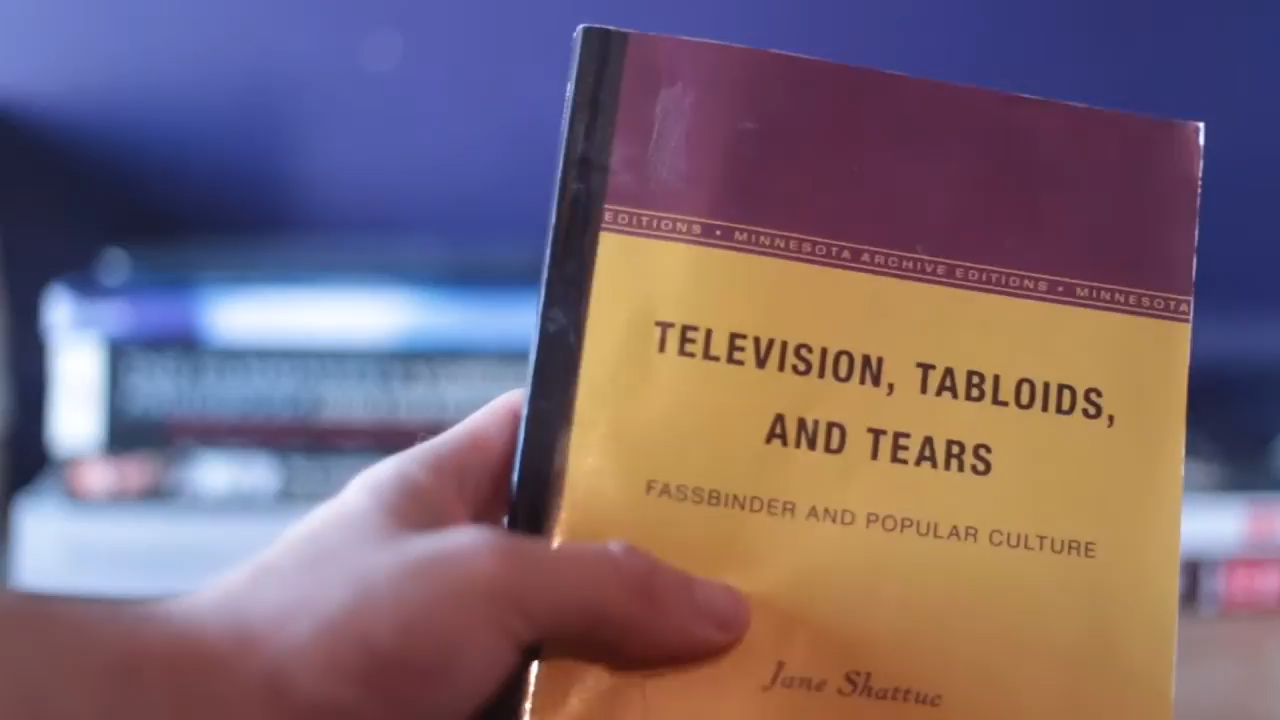 EDITIONS • MINNESOTA ARCHIVE EDITIONS • MINNESOTA
TELEVISION, TABLOIDS,
AND TEARS
FASSBINDER AND POPULAR CULTURE
Jane Shattuc